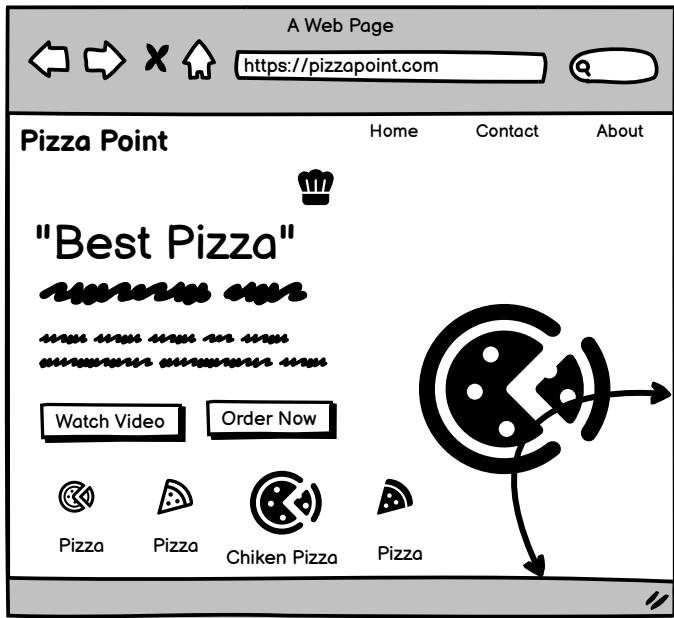 A Web Page
https://pizzapoint.com
Pizza Point
Home Contact About
"Best Pizza"
Watch Video Order Now
Pizza Pizza Chiken Pizza Pizza